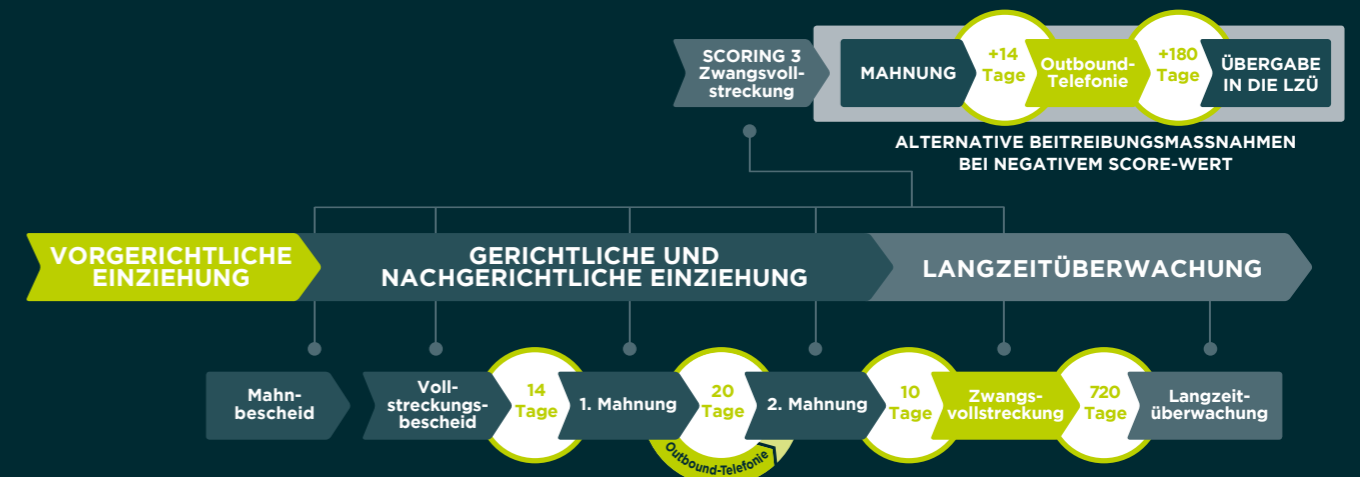 SCORING 3
Zwangsvoll-
streckung
MAHNUNG
+14
Tage
Outbound-
Telefonie
+180
Tage
ÜBERGABE
IN DIE LZÜ
ALTERNATIVE BEITREIBUNGSMASSNAHMEN
BEI NEGATIVEM SCORE-WERT
VORGERICHTLICHE
EINZIEHUNG
GERICHTLICHE UND
NACHGERICHTLICHE EINZIEHUNG
LANGZEITÜBERWACHUNG
Mahn-
bescheid
Voll-
streckungs-
bescheid
14
Tage
1. Mahnung
20
Tage
Outbound-Telefonie
2. Mahnung
10
Tage
Zwangs-
vollstreckung
720
Tage
Langzeit-
überwachung